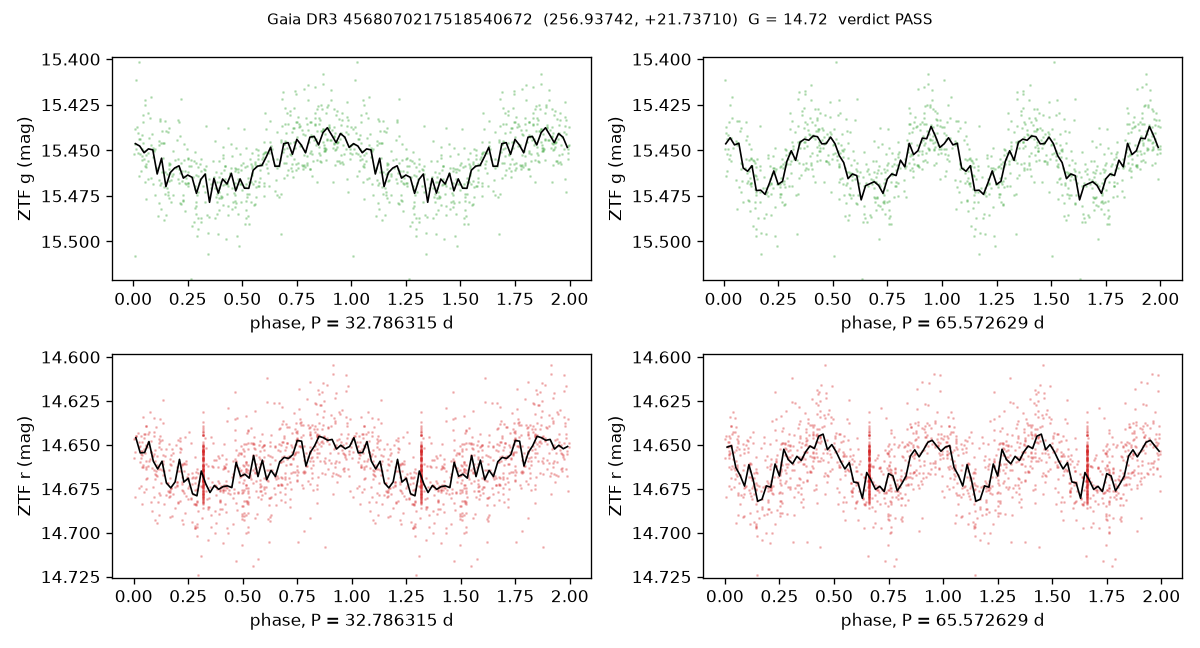 Gaia DR3 4568070217518540672 (256.93742, +21.73710) G = 14.72 verdict PASS
ZTF g (mag)
15.400
15.425
15.450
15.475
15.500
0.00 0.25 0.50 0.75 1.00 1.25 1.50 1.75 2.00
phase, P = 32.786315 d
ZTF g (mag)
15.400
15.425
15.450
15.475
15.500
0.00 0.25 0.50 0.75 1.00 1.25 1.50 1.75 2.00
phase, P = 65.572629 d
ZTF r (mag)
14.600
14.625
14.650
14.675
14.700
14.725
0.00 0.25 0.50 0.75 1.00 1.25 1.50 1.75 2.00
phase, P = 32.786315 d
ZTF r (mag)
14.600
14.625
14.650
14.675
14.700
14.725
0.00 0.25 0.50 0.75 1.00 1.25 1.50 1.75 2.00
phase, P = 65.572629 d